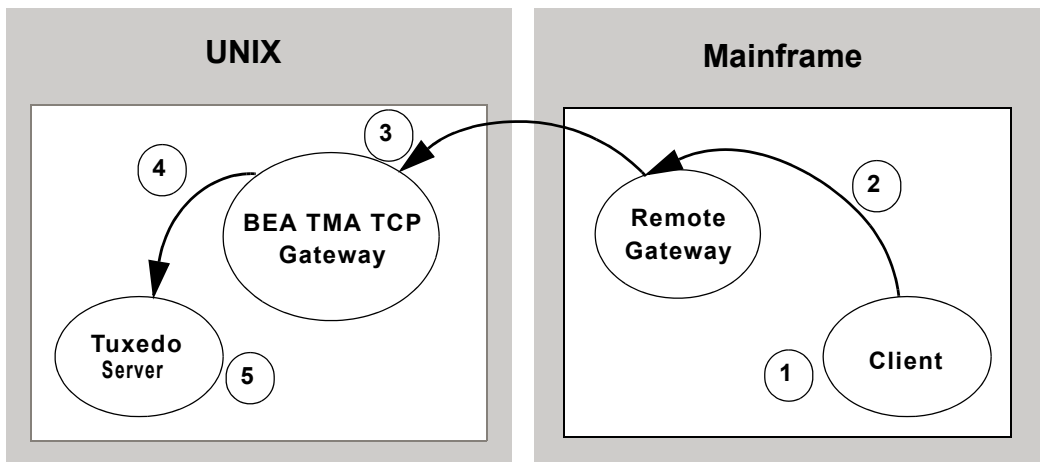 UNIX
Mainframe
3
4
2
BEA TMA TCP
Gateway
Remote
Gateway
Tuxedo
Server
5
1
Client